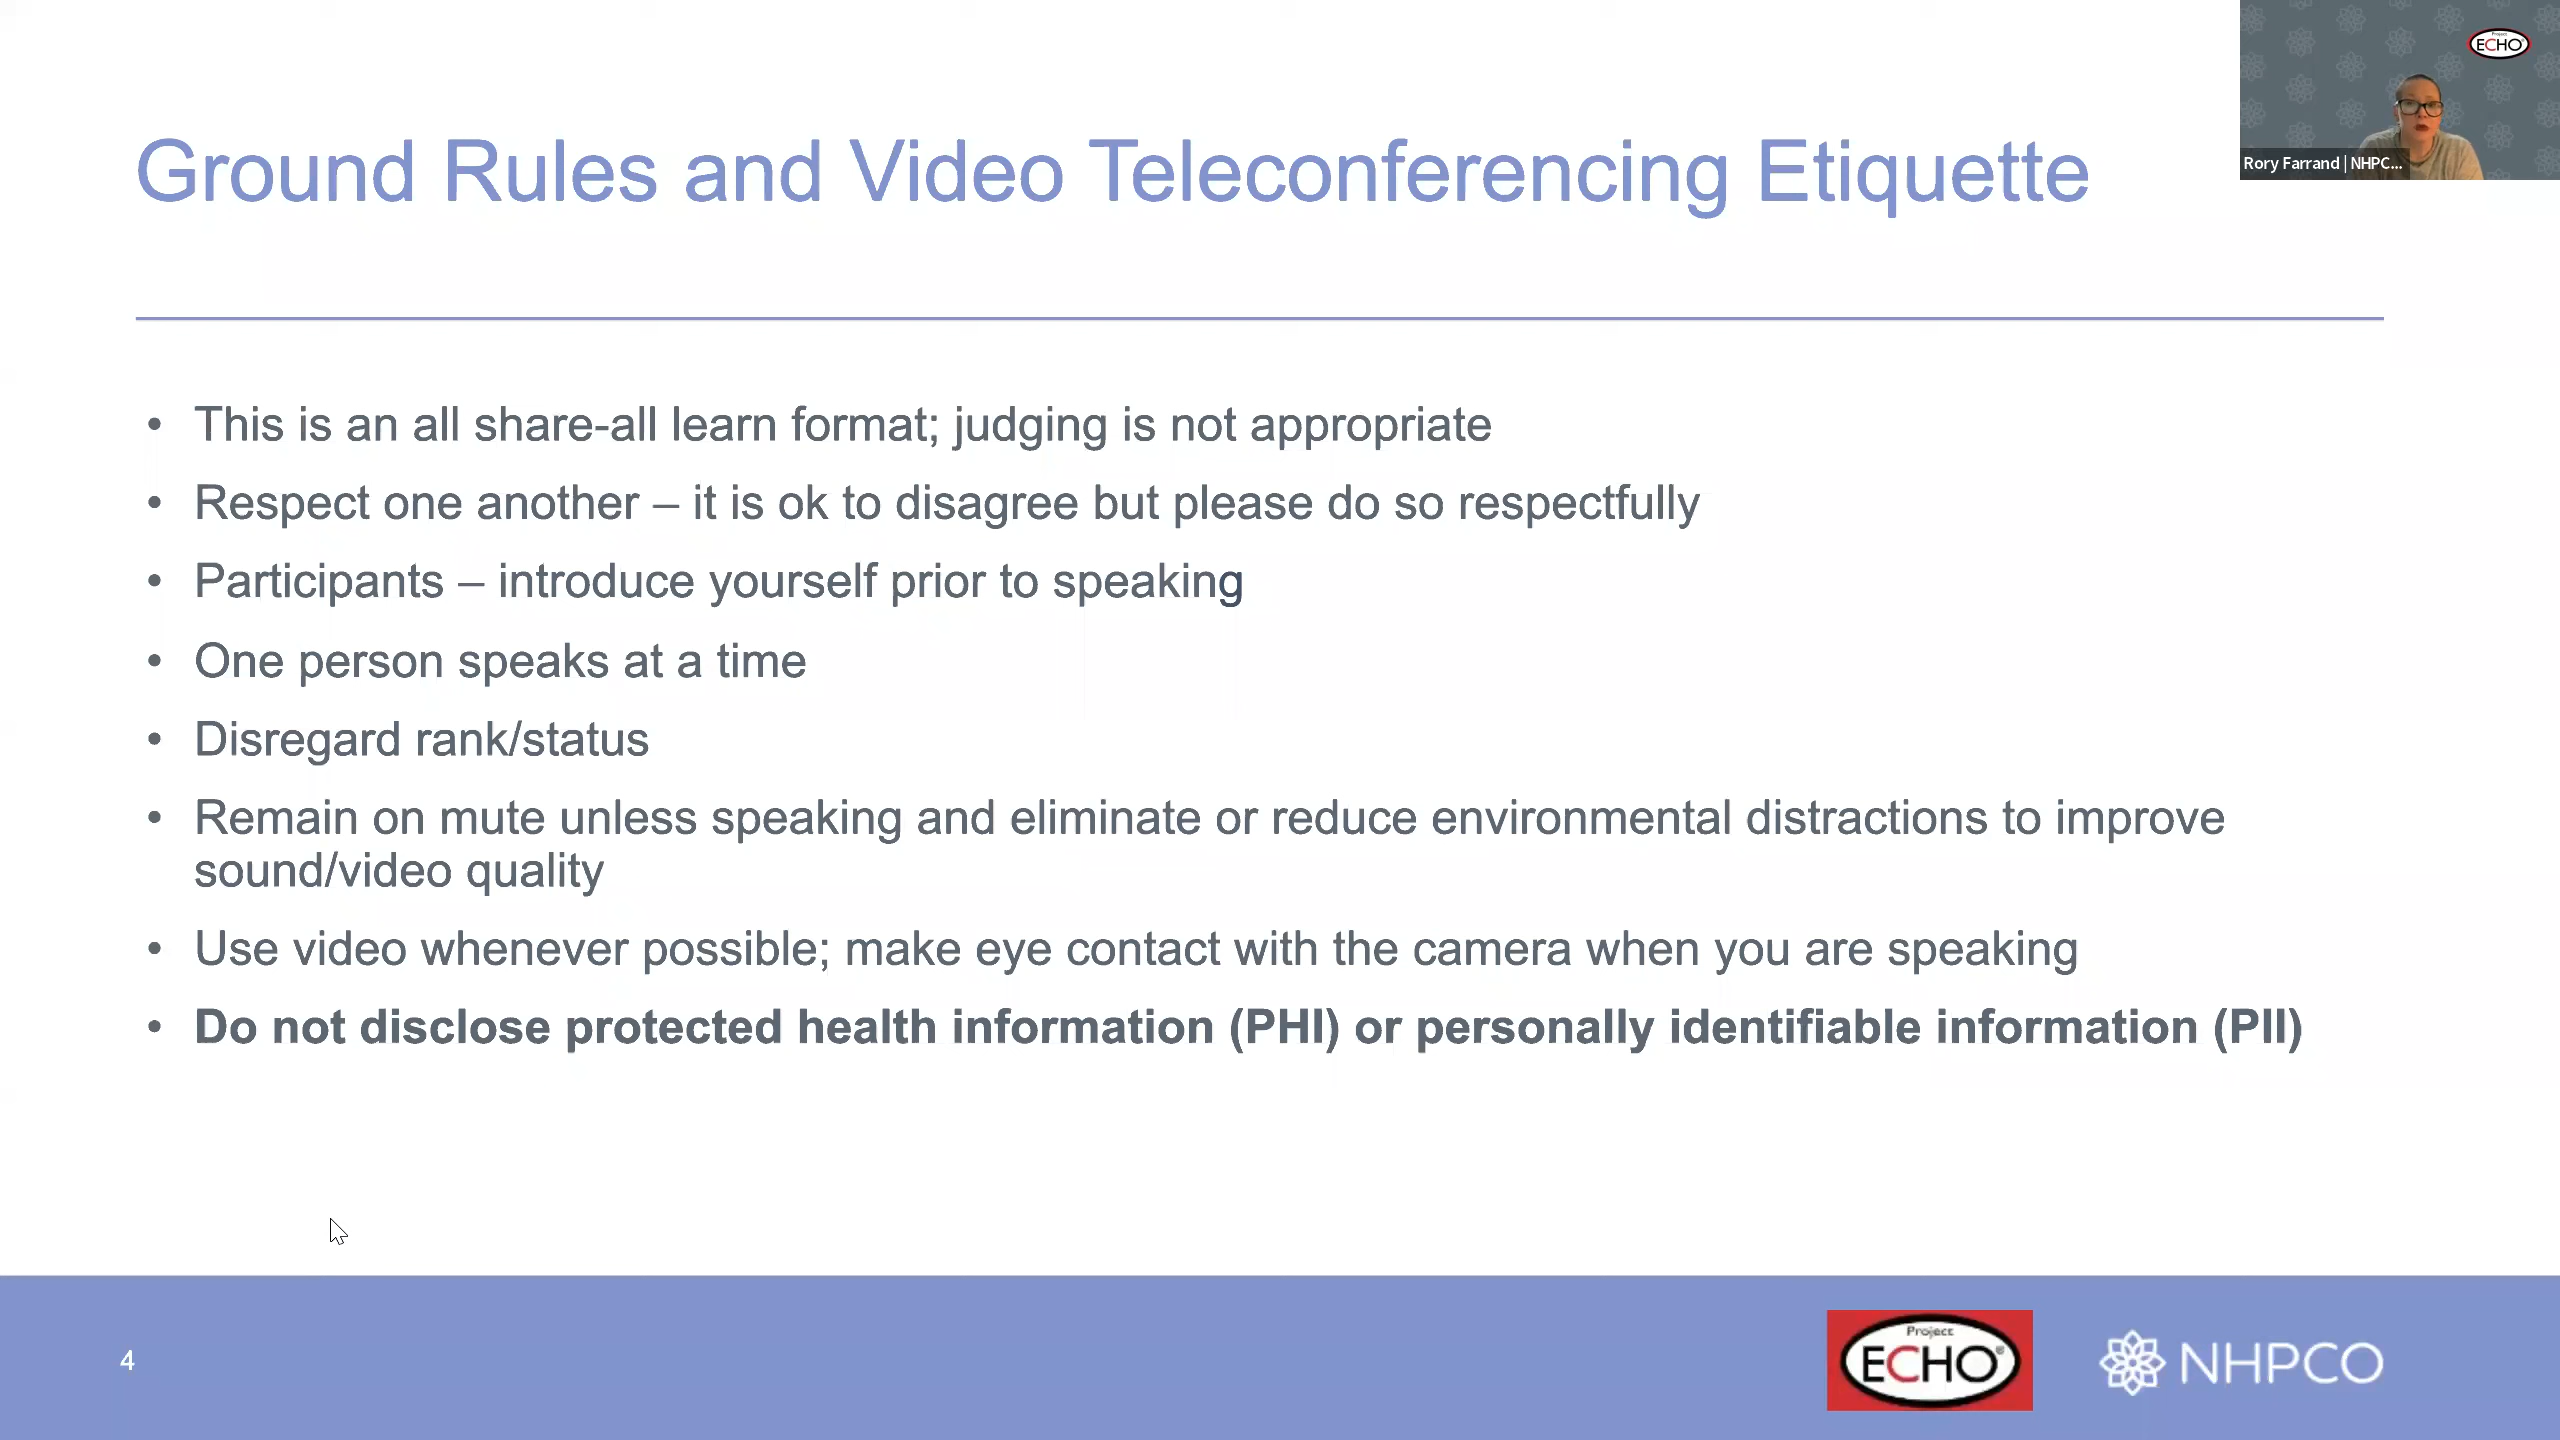 Project
ECHO
Rory Farrand | NHPC...
Ground Rules and Video Teleconferencing Etiquette
• This is an all share-all learn format; judging is not appropriate
• Respect one another – it is ok to disagree but please do so respectfully
• Participants – introduce yourself prior to speaking
• One person speaks at a time
• Disregard rank/status
• Remain on mute unless speaking and eliminate or reduce environmental distractions to improve
sound/video quality
• Use video whenever possible; make eye contact with the camera when you are speaking
• Do not disclose protected health information (PHI) or personally identifiable information (PII)
4
Project
ECHO®
NHPCO